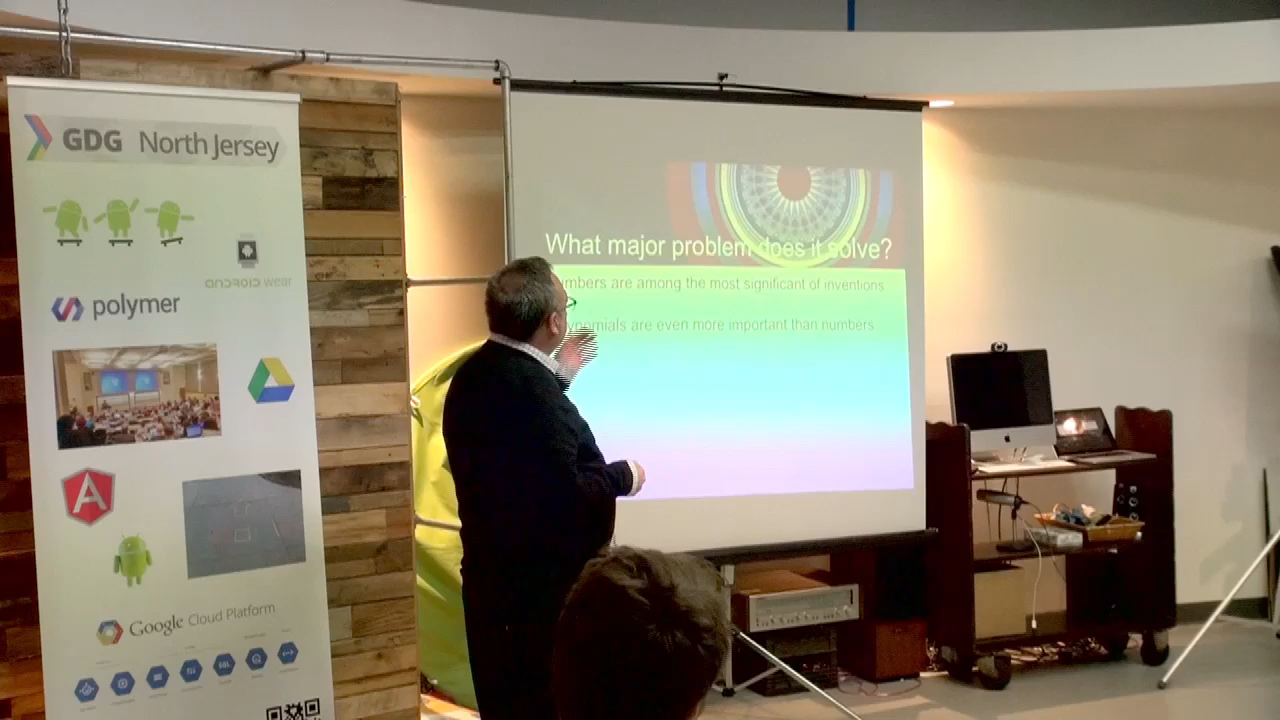 GDG North Jersey
android wear
polymer
Google Cloud Platform
What major problem does it solve?
umbers are among the most significant of inventions
ynomials are even more important than numbers